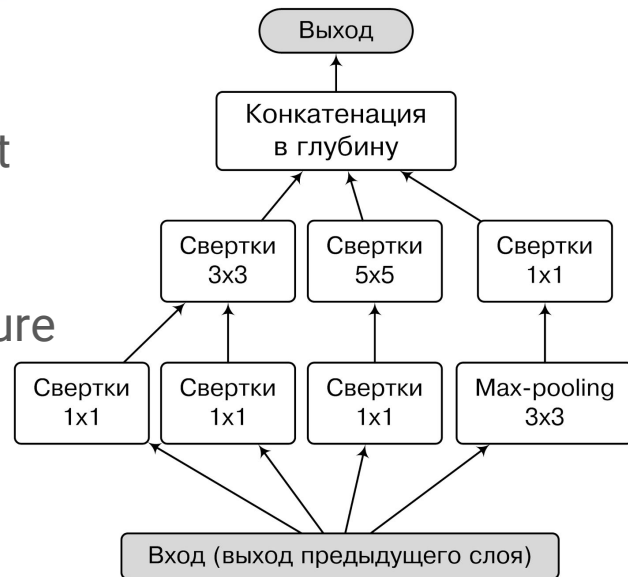 Выход
Конкатенация
в глубину
t
Свертки
3x3
Свертки
5x5
Свертки
1x1
ure
Свертки
1x1
Свертки
1x1
Свертки
1x1
Max-pooling
3x3
Вход (выход предыдущего слоя)